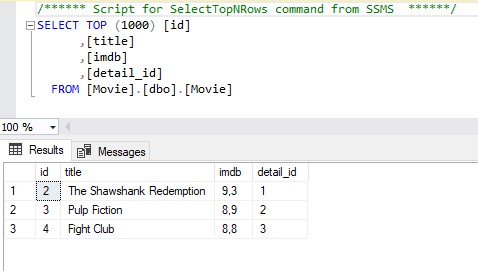 /****** Script for SelectTopNRows command from SSMS  ******/
SELECT TOP (1000) [id]
      ,[title]
      ,[imdb]
      ,[detail_id]
  FROM [Movie].[dbo].[Movie]
100 %
Results Messages
id title imdb detail_id
1 2 The Shawshank Redemption 9,3 1
2 3 Pulp Fiction 8,9 2
3 4 Fight Club 8,8 3